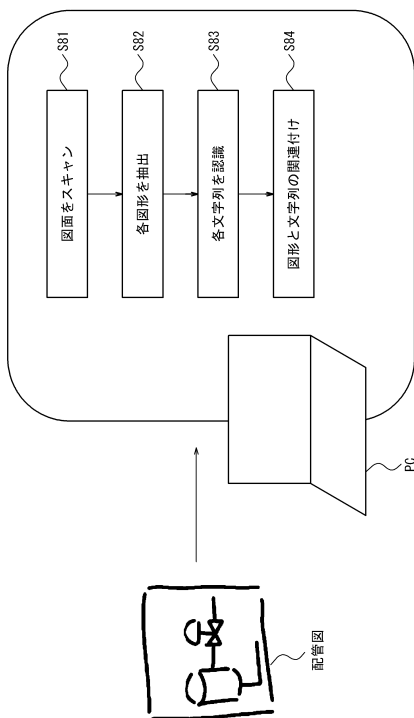 図面をスキャン
S81
各図形を抽出
S82
各文字列を認識
S83
図形と文字列の関連付け
S84
PC
配管図